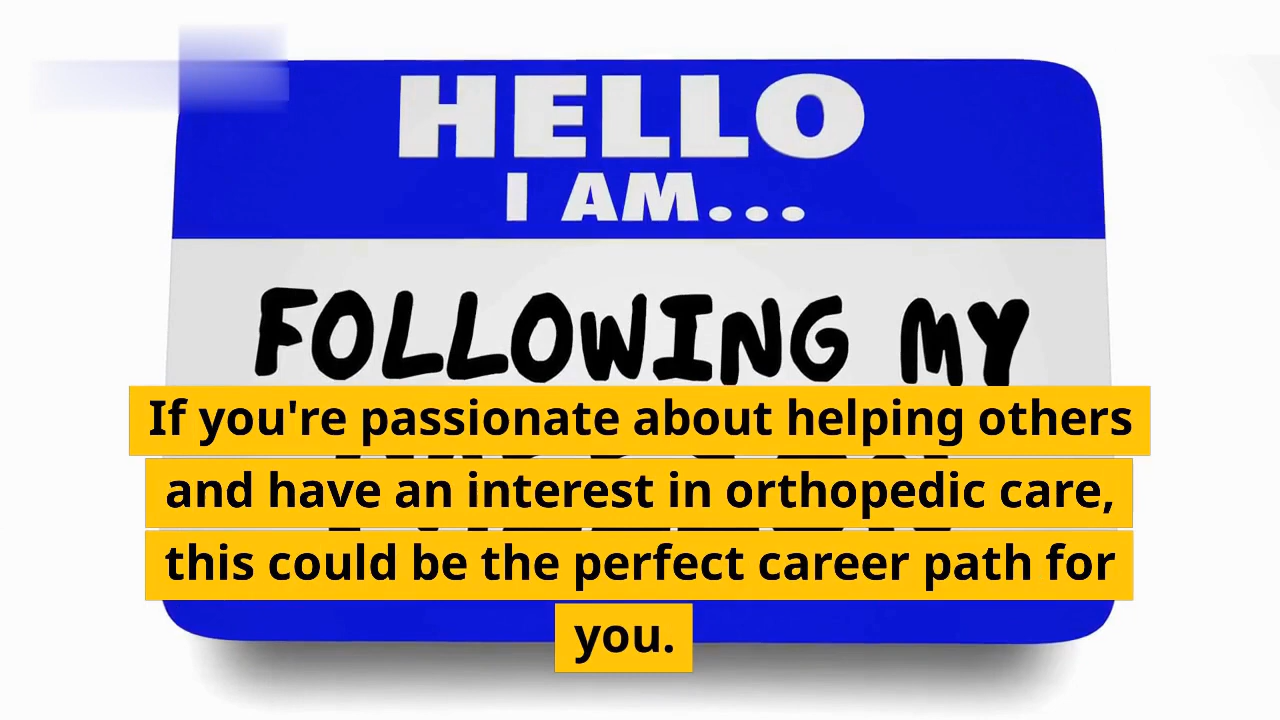 HELLO
I AM...
FOLLOWING MY
If you're passionate about helping others
and have an interest in orthopedic care,
this could be the perfect career path for
you.